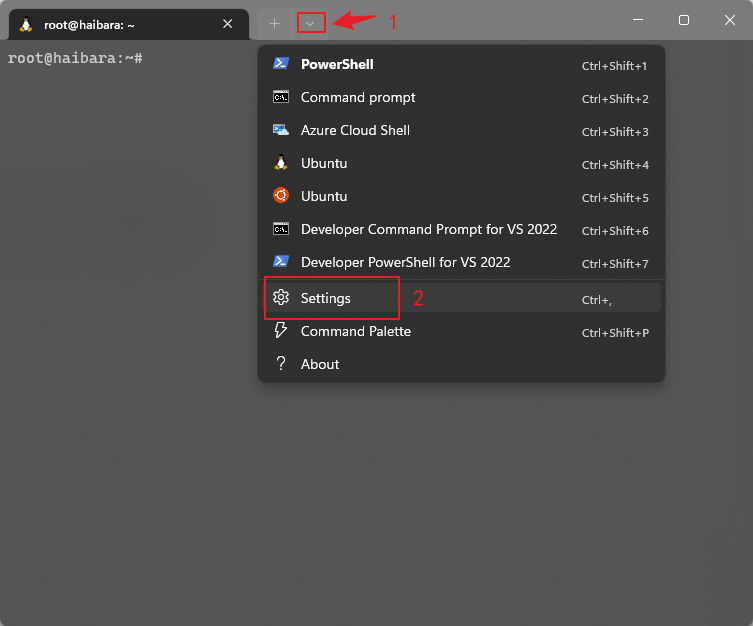 root@haibara: ~
1
root@haibara:~#
PowerShell Ctrl+Shift+1
Command prompt Ctrl+Shift+2
Azure Cloud Shell Ctrl+Shift+3
Ubuntu Ctrl+Shift+4
Ubuntu Ctrl+Shift+5
Developer Command Prompt for VS 2022 Ctrl+Shift+6
Developer PowerShell for VS 2022 Ctrl+Shift+7
Settings 2 Ctrl+,
Command Palette Ctrl+Shift+P
? About